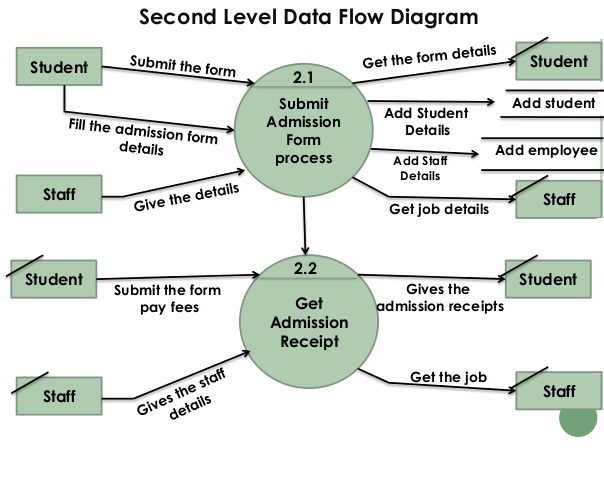 Second Level Data Flow Diagram
Student
Submit the form
Fill the admission form
details
Staff
Give the details
2.1
Submit
Admission
Form
process
Get the form details
Student
Add Student
Details
Add student
Add Staff
Details
Add employee
Get job details
Staff
Student
Submit the form
pay fees
Staff
Gives the staff
details
2.2
Get
Admission
Receipt
Gives the
admission receipts
Student
Get the job
Staff